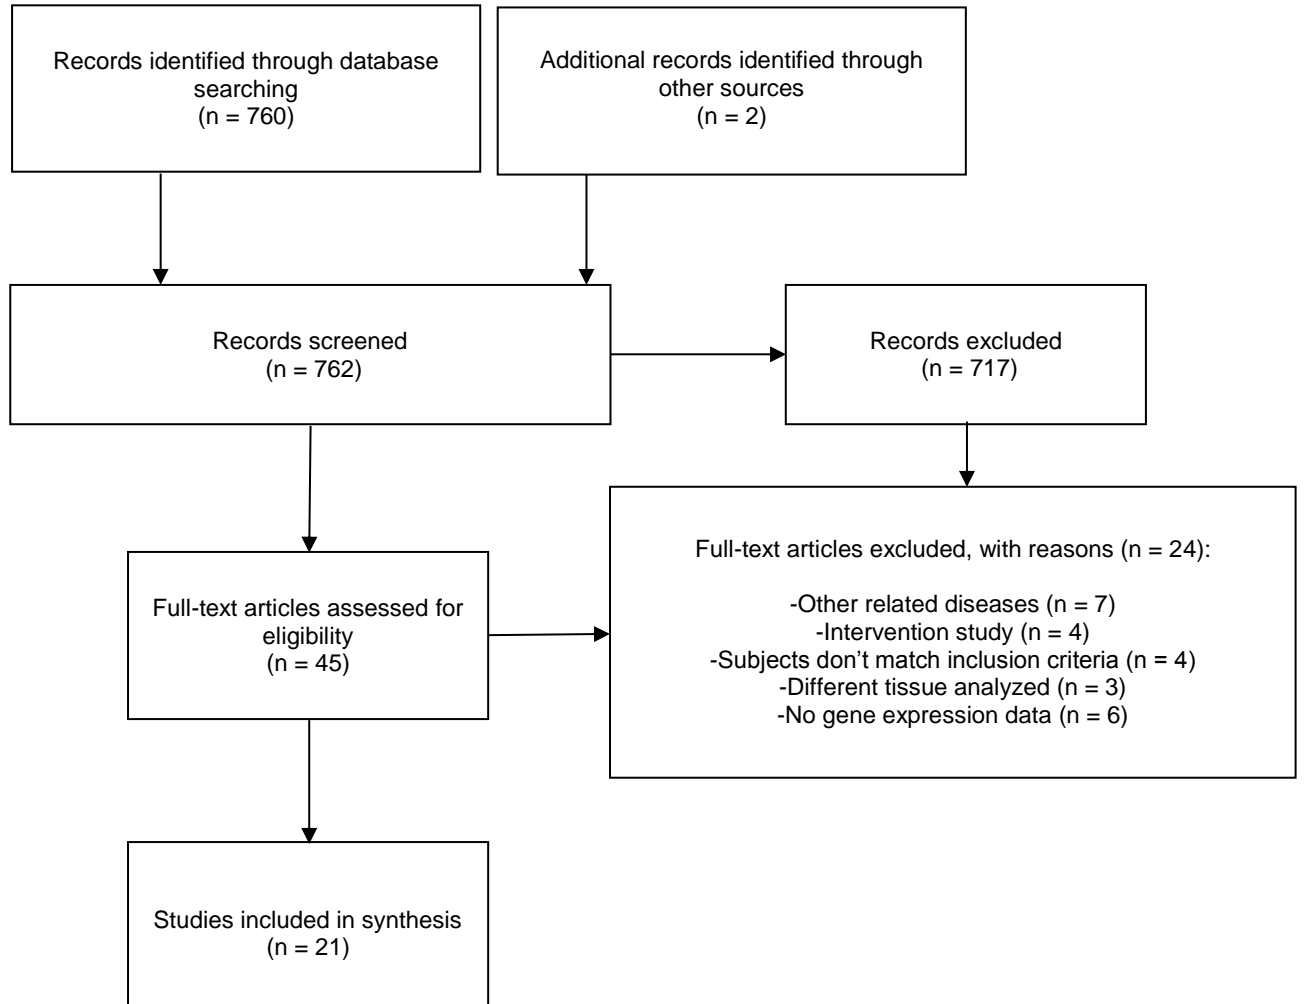 Records identified through database
searching
(n = 760)
Additional records identified through
other sources
(n = 2)
Records screened
(n = 762)
Records excluded
(n = 717)
Full-text articles assessed for
eligibility
(n = 45)
Full-text articles excluded, with reasons (n = 24):
-Other related diseases (n = 7)
-Intervention study (n = 4)
-Subjects don’t match inclusion criteria (n = 4)
-Different tissue analyzed (n = 3)
-No gene expression data (n = 6)
Studies included in synthesis
(n = 21)